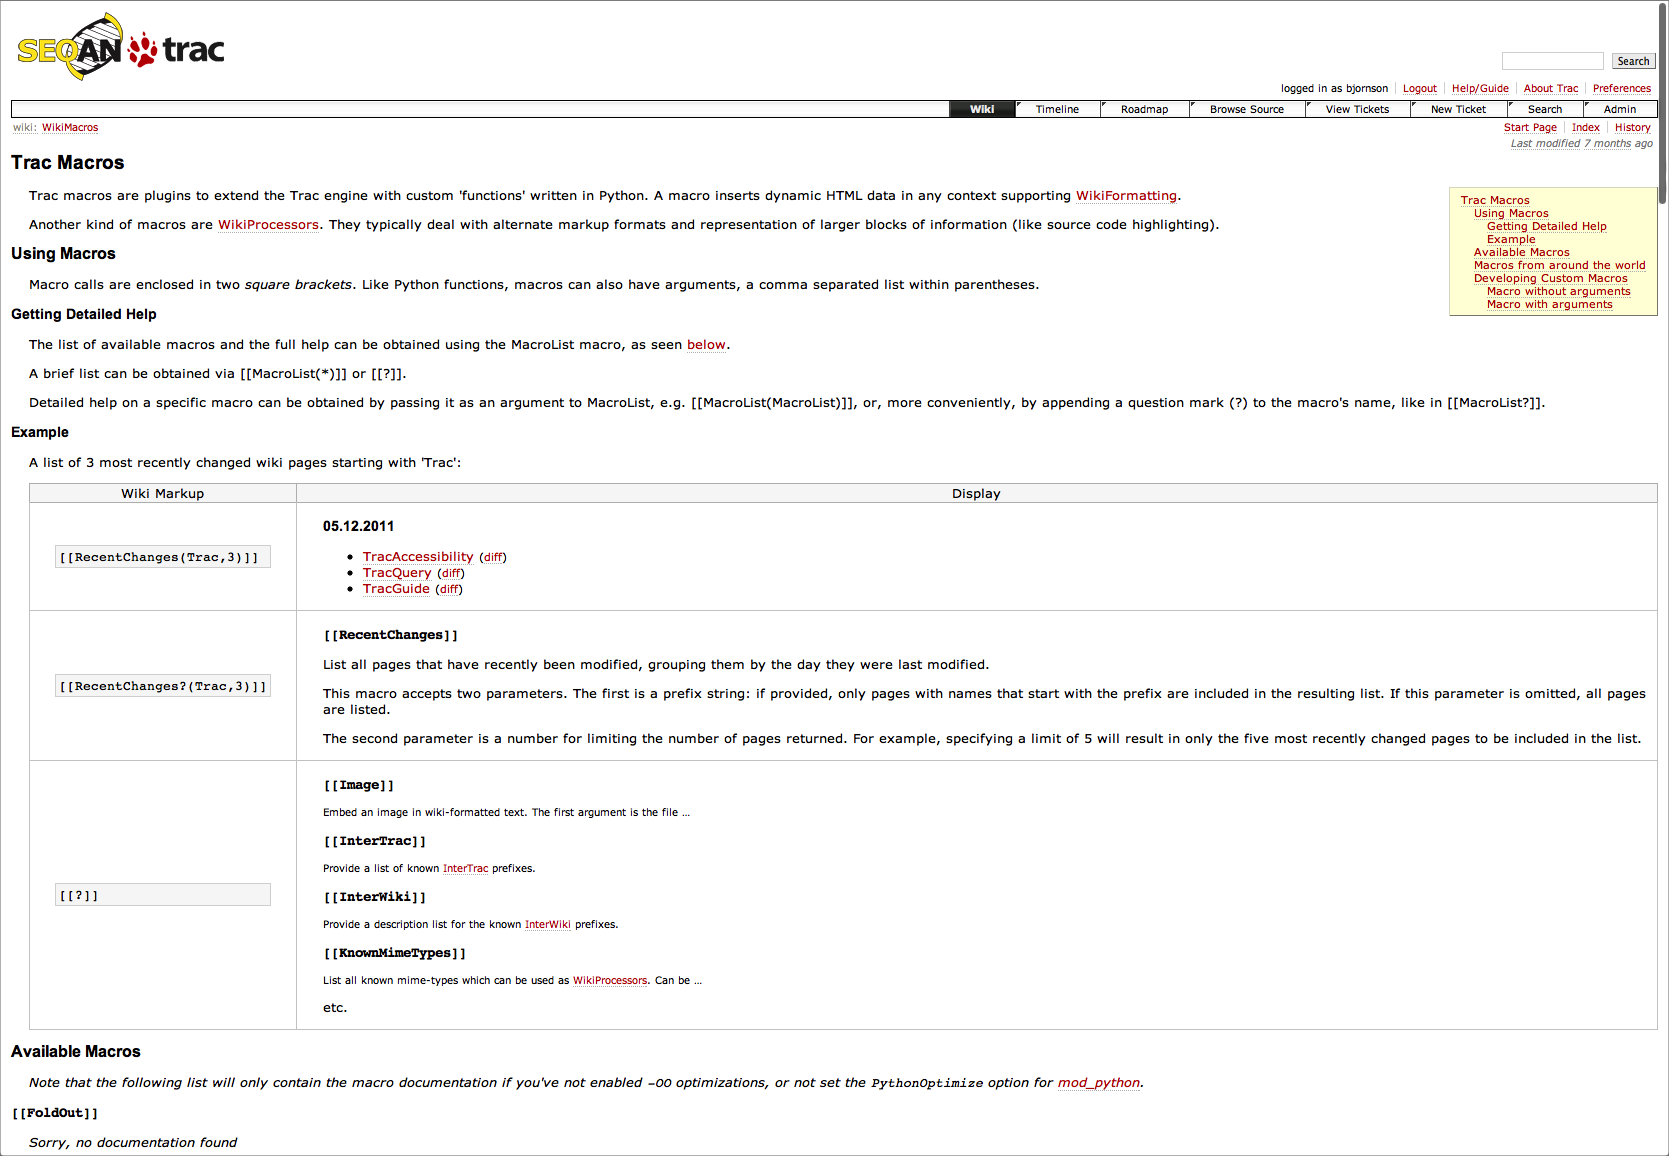 SEQAN trac
Search
logged in as bjornson Logout Help/Guide About Trac Preferences
Wiki Timeline Roadmap Browse Source View Tickets New Ticket Search Admin
wiki: WikiMacros
Start Page Index History
Last modified 7 months ago
Trac Macros
Trac macros are plugins to extend the Trac engine with custom 'functions' written in Python. A macro inserts dynamic HTML data in any context supporting WikiFormatting.
Another kind of macros are WikiProcessors. They typically deal with alternate markup formats and representation of larger blocks of information (like source code highlighting).
Trac Macros
Using Macros
Getting Detailed Help
Example
Available Macros
Macros from around the world
Developing Custom Macros
Macro without arguments
Macro with arguments
Using Macros
Macro calls are enclosed in two square brackets. Like Python functions, macros can also have arguments, a comma separated list within parentheses.
Getting Detailed Help
The list of available macros and the full help can be obtained using the MacroList macro, as seen below.
A brief list can be obtained via [[MacroList(*)]] or [[?]].
Detailed help on a specific macro can be obtained by passing it as an argument to MacroList, e.g. [[MacroList(MacroList)]], or, more conveniently, by appending a question mark (?) to the macro's name, like in [[MacroList?]].
Example
A list of 3 most recently changed wiki pages starting with 'Trac':
Wiki Markup Display
[[RecentChanges(Trac,3)]]
05.12.2011
• TracAccessibility (diff)
• TracQuery (diff)
• TracGuide (diff)
[[RecentChanges?(Trac,3)]]
[[RecentChanges]]
List all pages that have recently been modified, grouping them by the day they were last modified.
This macro accepts two parameters. The first is a prefix string: if provided, only pages with names that start with the prefix are included in the resulting list. If this parameter is omitted, all pages
are listed.
The second parameter is a number for limiting the number of pages returned. For example, specifying a limit of 5 will result in only the five most recently changed pages to be included in the list.
[[?]]
[[Image]]
Embed an image in wiki-formatted text. The first argument is the file …
[[InterTrac]]
Provide a list of known InterTrac prefixes.
[[InterWiki]]
Provide a description list for the known InterWiki prefixes.
[[KnownMimeTypes]]
List all known mime-types which can be used as WikiProcessors. Can be …
etc.
Available Macros
Note that the following list will only contain the macro documentation if you've not enabled -OO optimizations, or not set the PythonOptimize option for mod_python.
[[FoldOut]]
Sorry, no documentation found